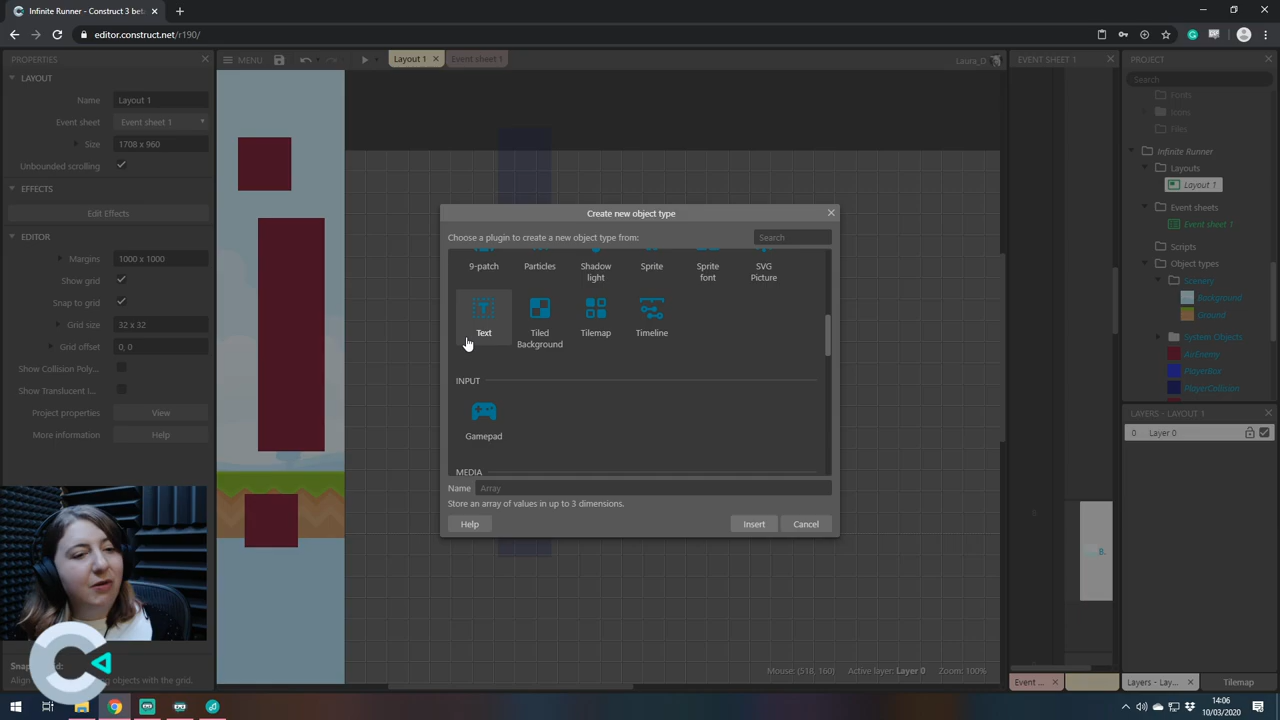 Infinite Runner - Construct 3 bet
editor.construct.net/r190/
PROPERTIES
LAYOUT
Name Layout 1
Event sheet Event sheet 1
Size 1708 x 960
Unbounded scrolling
EFFECTS
Edit Effects
EDITOR
Margins 1000 x 1000
Show grid
Snap to grid
Grid size 32 x 32
Grid offset 0, 0
Show Collision Poly...
Show Translucent I...
Project properties View
More information Help
MENU
Layout 1
Event sheet 1
Laura_D
Create new object type
Choose a plugin to create a new object type from:
Search
9-patch
Particles
Shadow light
Sprite
Sprite font
SVG Picture
Text
Tiled Background
Tilemap
Timeline
INPUT
Gamepad
MEDIA
Name Array
Store an array of values in up to 3 dimensions.
Help
Insert
Cancel
Mouse: (518, 160) Active layer: Layer 0 Zoom: 100%
EVENT SHEET 1
B.
Event ...
PROJECT
Search
Fonts
Icons
Files
Infinite Runner
Layouts
Layout 1
Event sheets
Event sheet 1
Scripts
Object types
Scenery
Background
Ground
System Objects
AirEnemy
PlayerBox
PlayerCollision
LAYERS - LAYOUT 1
0 Layer 0
Layers - Lay...
Tilemap
14:06
10/03/2020